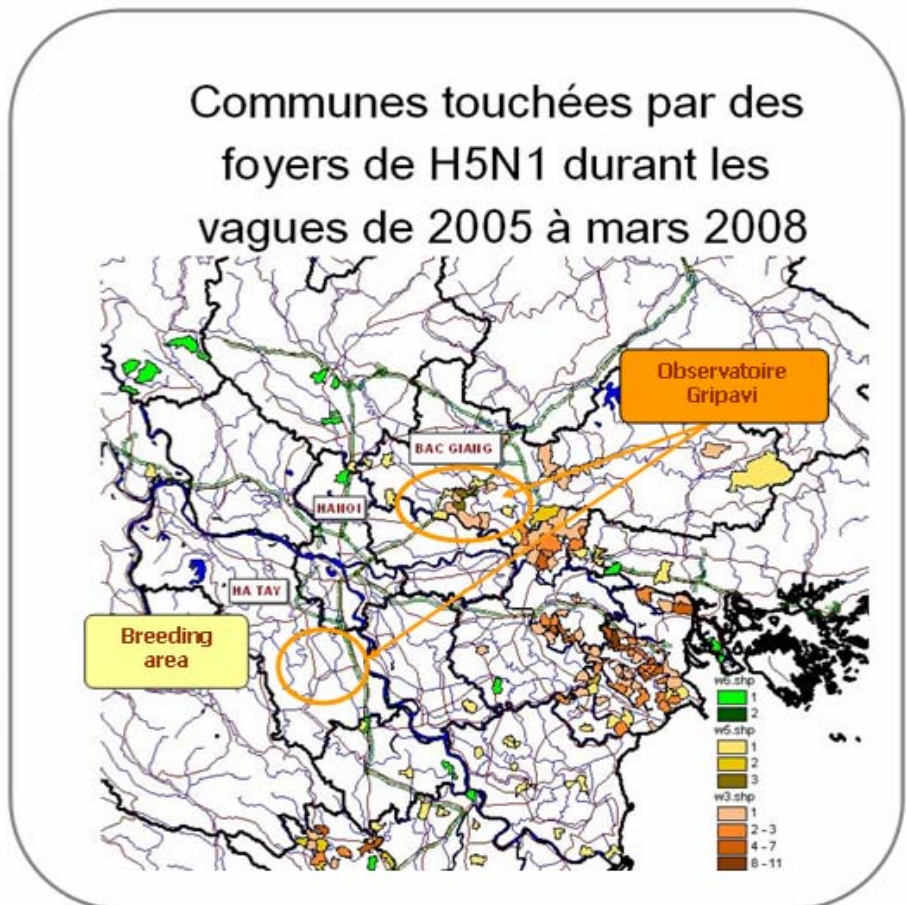 Communes touchées par des
foyers de H5N1 durant les
vagues de 2005 à mars 2008
Observatoire
Gripavi
BAC GIANG
HANOI
HA TAY
Breeding
area
w6.shp
1
2
w5.shp
1
2
3
w3.shp
1
2 - 3
4 - 7
8 - 11